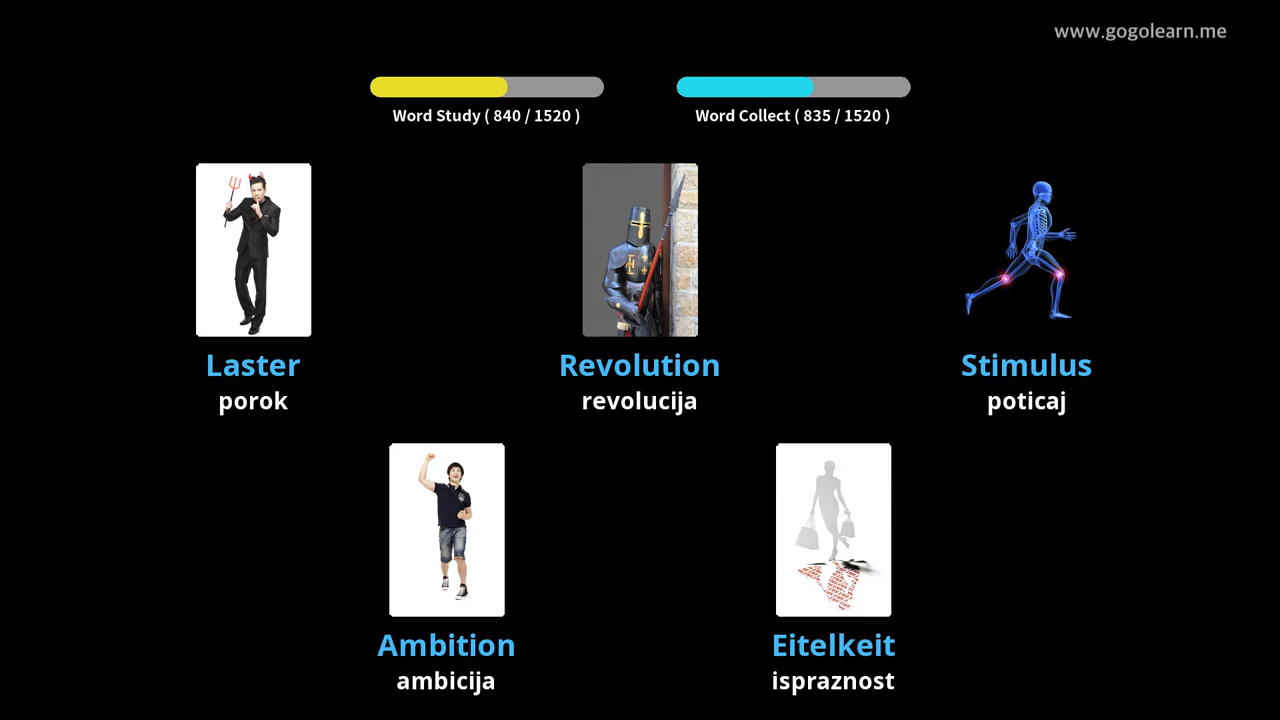 www.gogolearn.me
Word Study ( 840 / 1520 )
Word Collect ( 835 / 1520 )
Laster
porok
Revolution
revolucija
Stimulus
poticaj
Ambition
ambicija
Eitelkeit
ispraznost